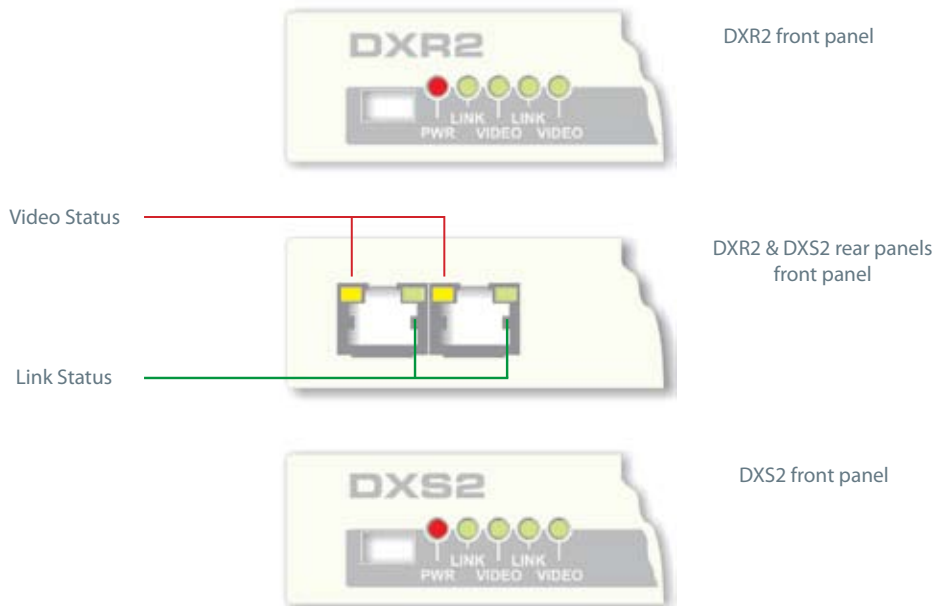 DXR2
LINK LINK
PWR VIDEO VIDEO
DXR2 front panel
Video Status
Link Status
DXR2 & DXS2 rear panels
front panel
DXS2
LINK LINK
PWR VIDEO VIDEO
DXS2 front panel